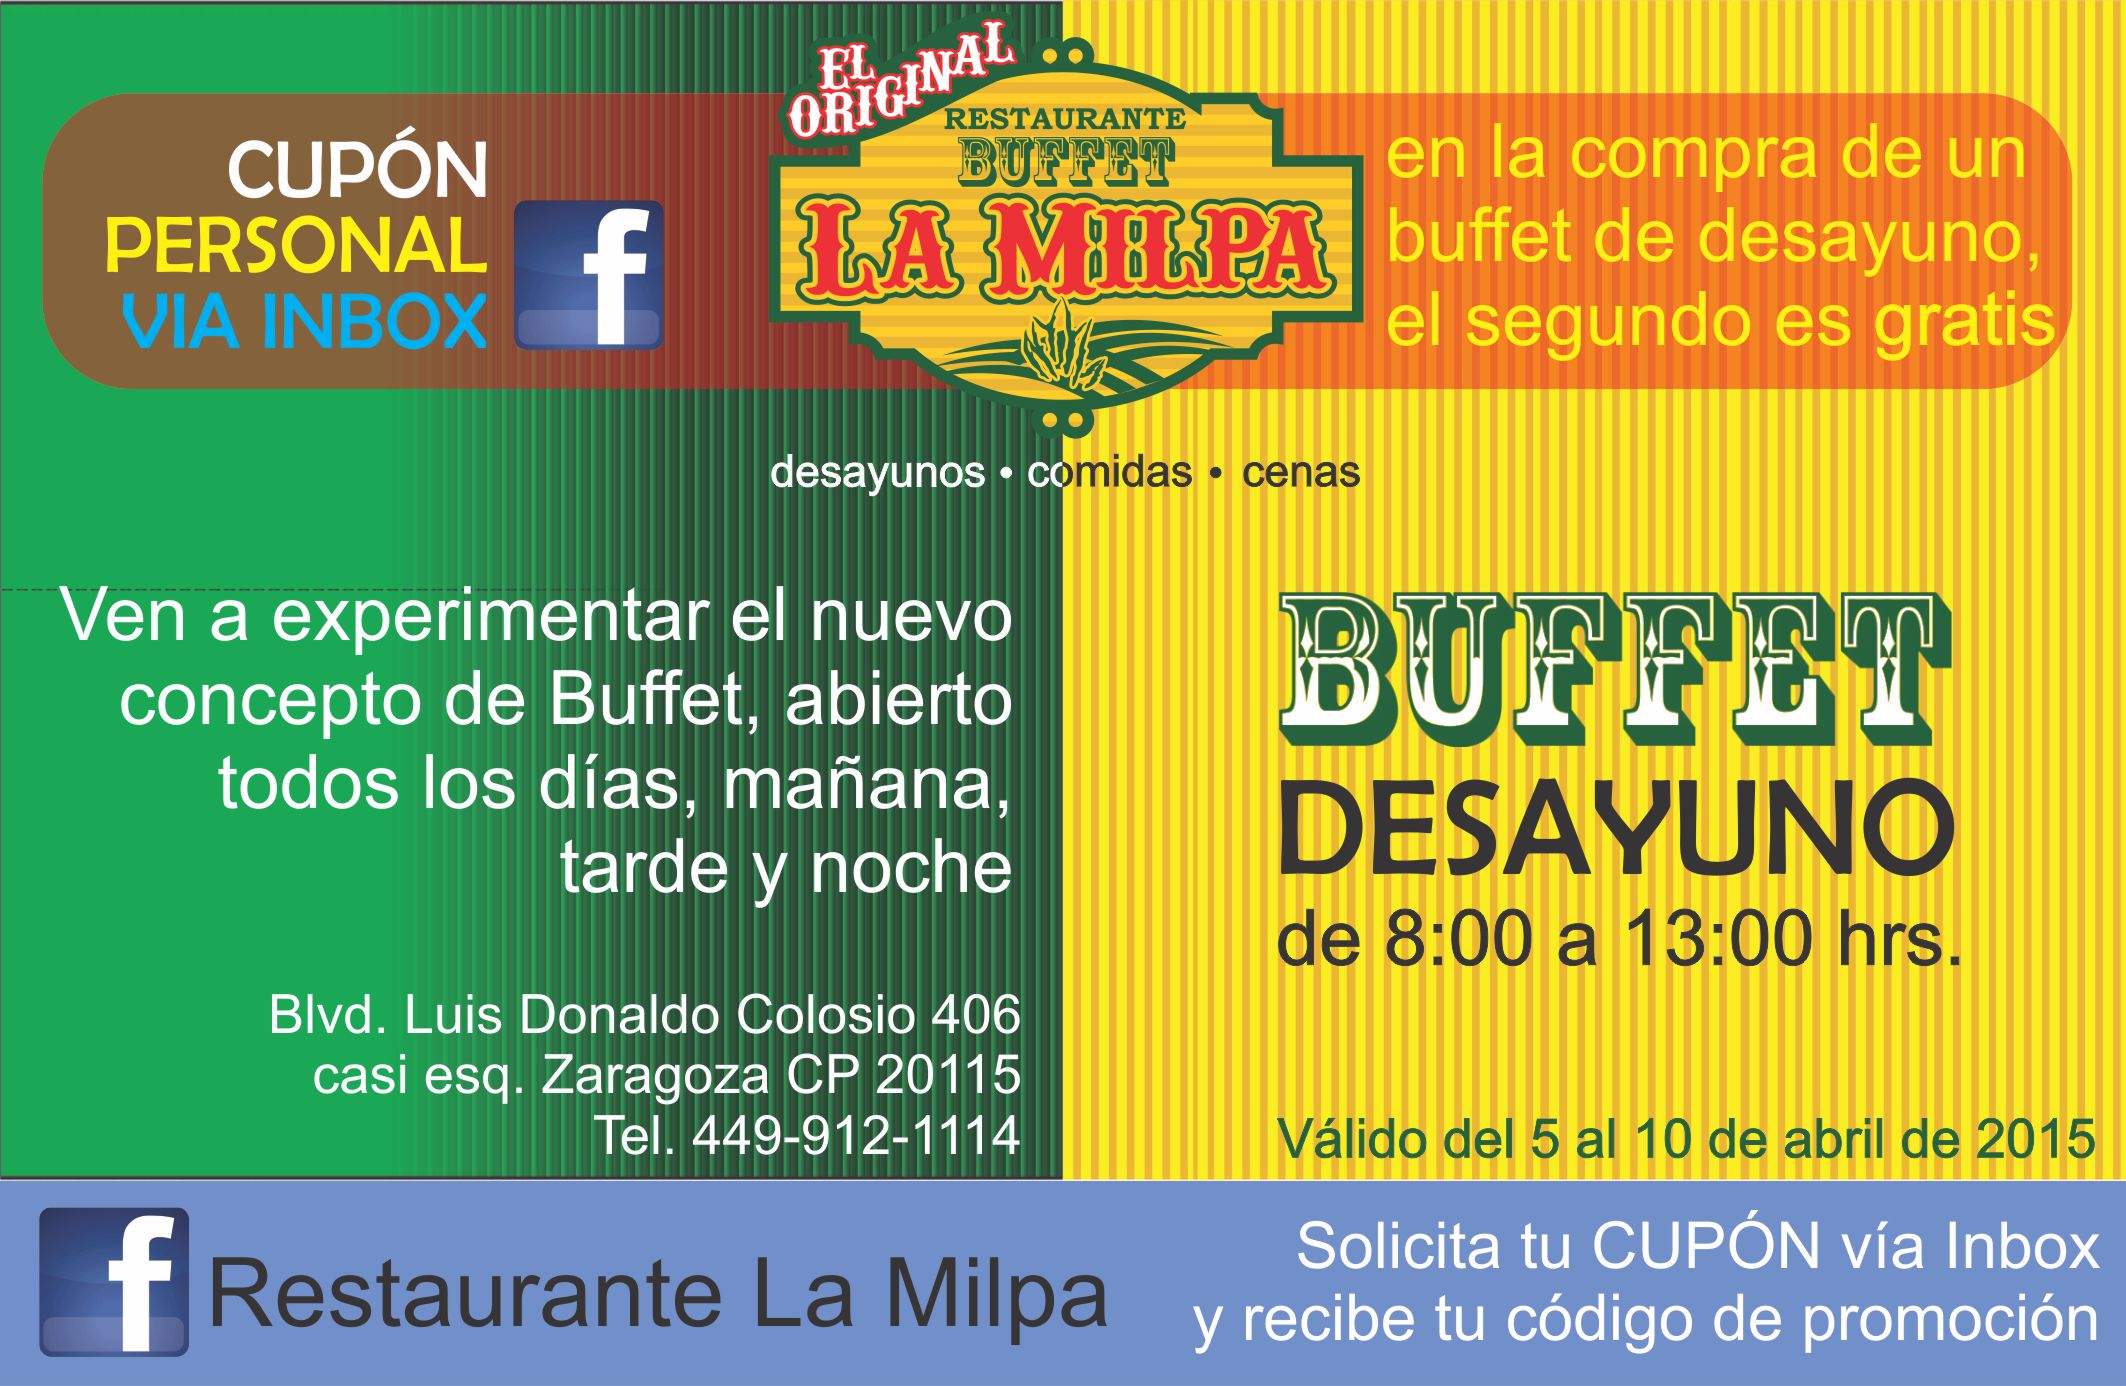 CUPÓN
PERSONAL
VIA INBOX
f
EL
ORIGINAL
RESTAURANTE
BUFFET
LA MILPA
en la compra de un
buffet de desayuno,
el segundo es gratis
desayunos • comidas • cenas
Ven a experimentar el nuevo
concepto de Buffet, abierto
todos los días, mañana,
tarde y noche
Blvd. Luis Donaldo Colosio 406
casi esq. Zaragoza CP 20115
Tel. 449-912-1114
BUFFET
DESAYUNO
de 8:00 a 13:00 hrs.
Válido del 5 al 10 de abril de 2015
f
Restaurante La Milpa
Solicita tu CUPÓN vía Inbox
y recibe tu código de promoción